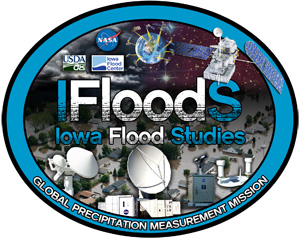 NASA
USDA
Iowa
Flood
Center
IFloodS
Iowa Flood Studies
GLOBAL PRECIPITATION MEASUREMENT MISSION